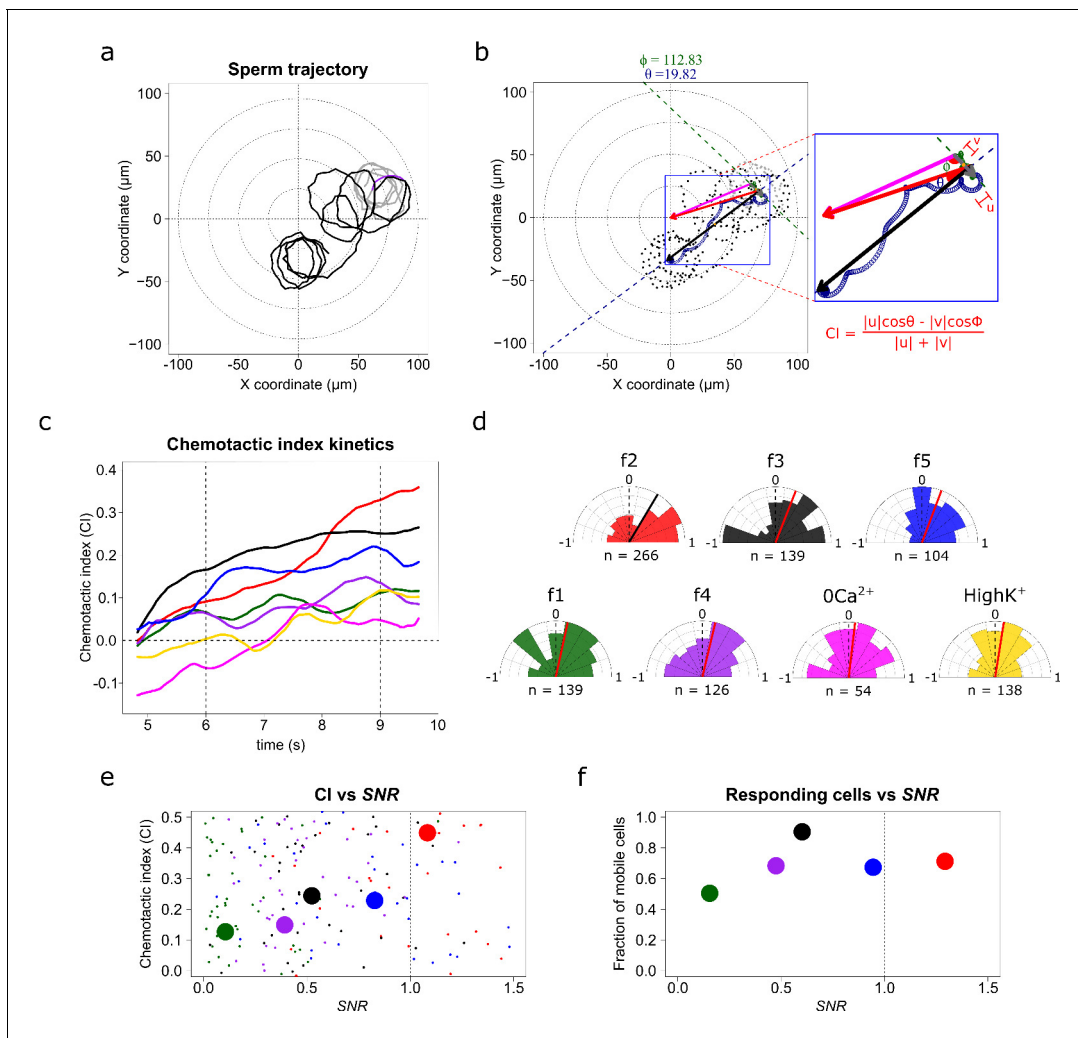 a
Sperm trajectory
100
50
0
−50
−100
Y coordinate (μm)
-100
-50
0
50
100
X coordinate (μm)
b
ϕ = 112.83
θ =19.82
100
50
0
−50
−100
Y coordinate (μm)
-100
-50
0
50
100
X coordinate (μm)
v
ϕ
θ
u
CI = |u|cosθ - |v|cosΦ
|u| + |v|
c
Chemotactic index kinetics
0.4
0.3
0.2
0.1
0.0
-0.1
Chemotactic index (CI)
5 6 7 8 9 10
time (s)
d
f2 f3 f5
0 0 0
-1 1 -1 1 -1 1
n = 266 n = 139 n = 104
f1 f4 0Ca²⁺ HighK⁺
0 0 0 0
-1 1 -1 1 -1 1 -1 1
n = 139 n = 126 n = 54 n = 138
e
CI vs SNR
0.5
0.4
0.3
0.2
0.1
0.0
Chemotactic index (CI)
0.0 0.5 1.0 1.5
SNR
f
Responding cells vs SNR
1.0
0.8
0.6
0.4
0.2
0.0
Fraction of mobile cells
0.0 0.5 1.0 1.5
SNR